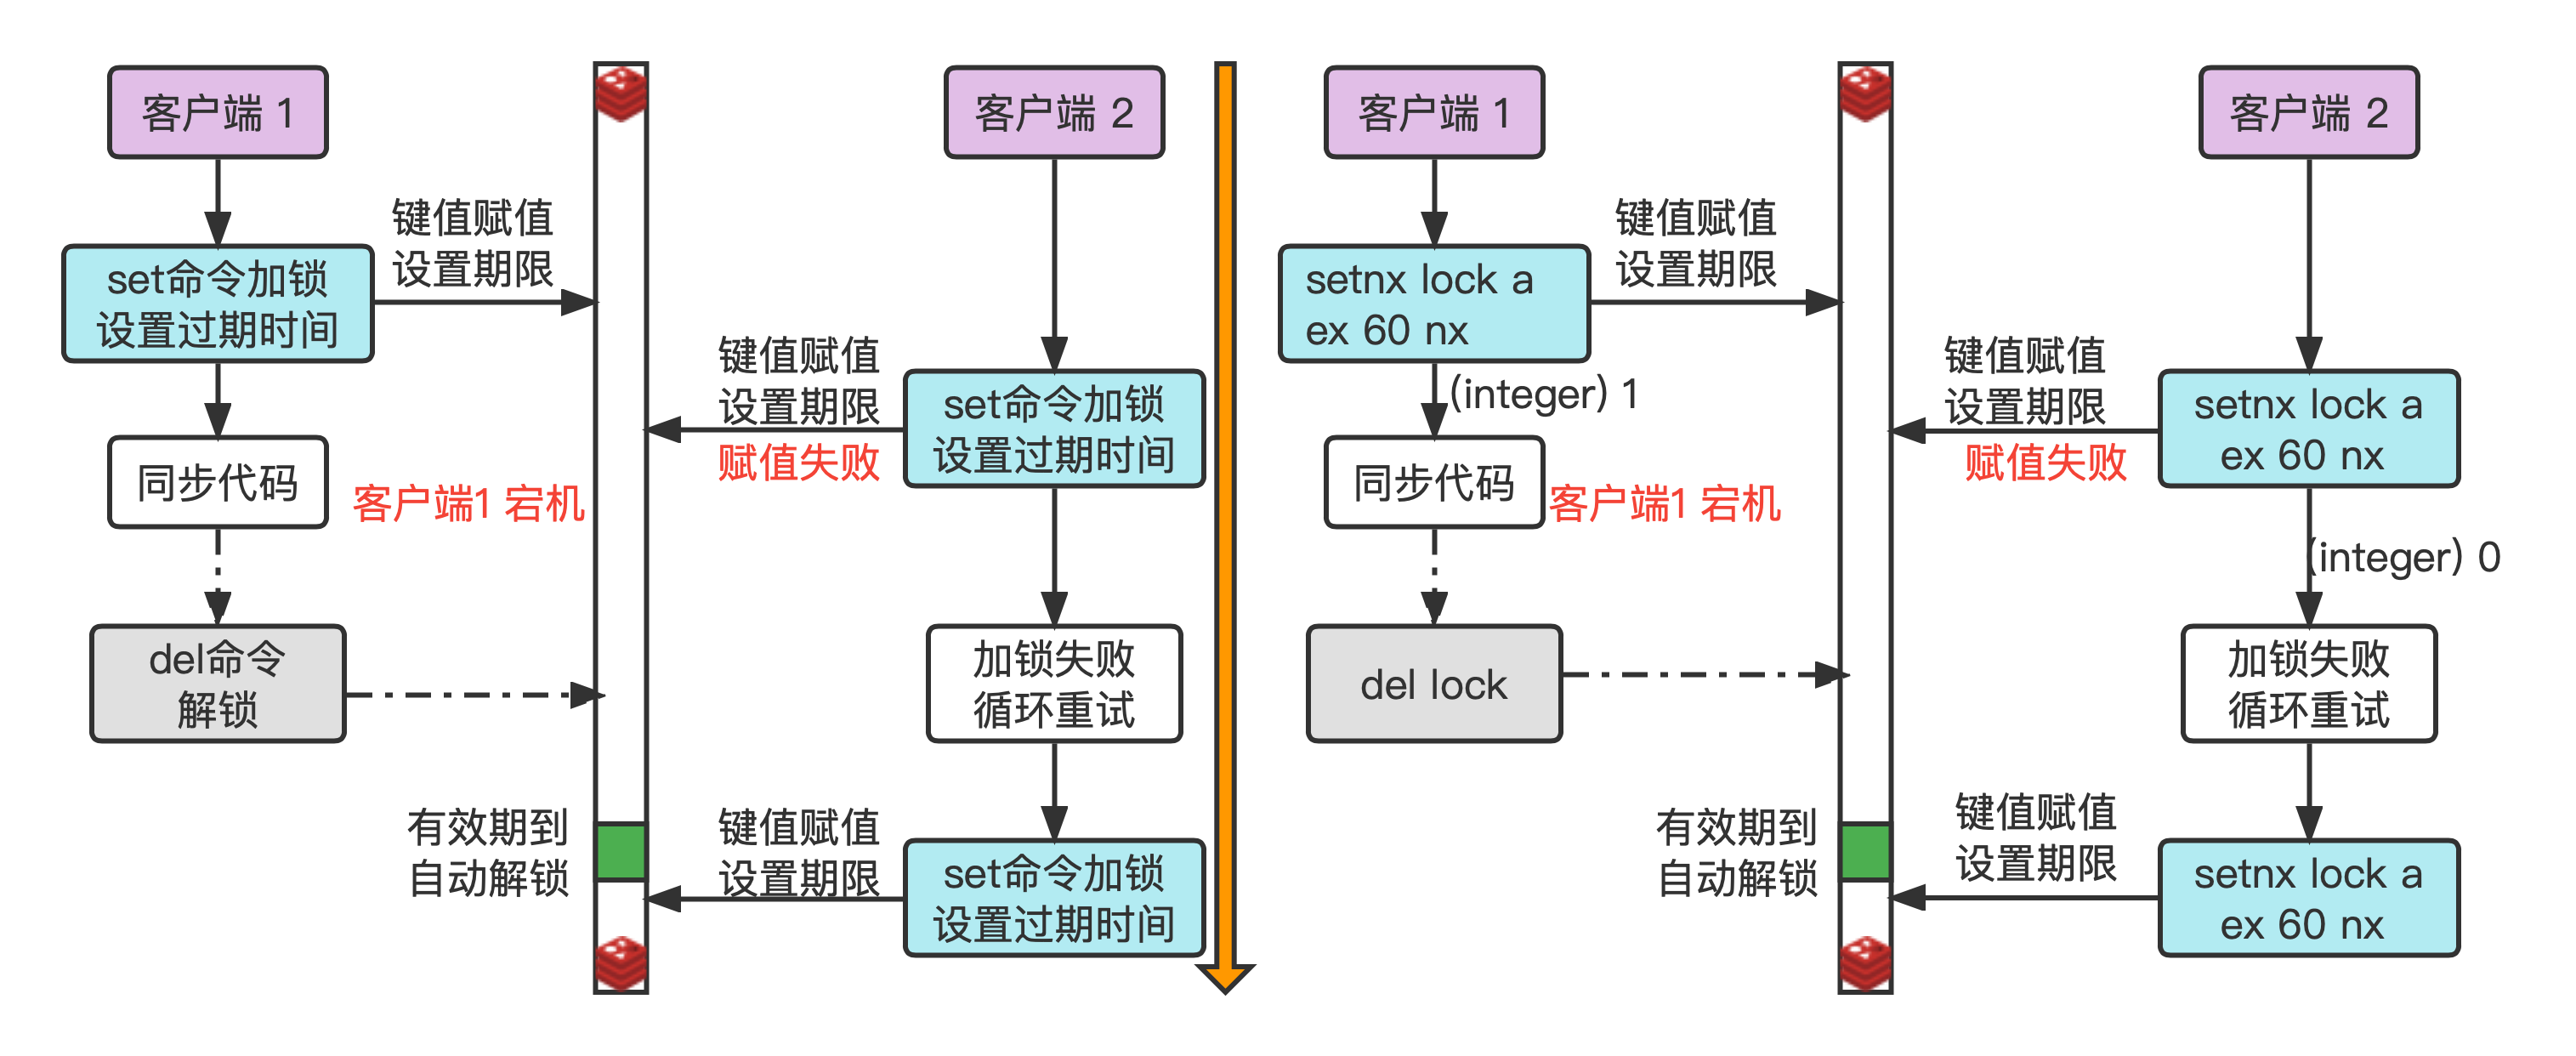 客户端 1
键值赋值
设置期限
set命令加锁
设置过期时间
同步代码
客户端1 宕机
del命令
解锁
有效期到
自动解锁
客户端 2
键值赋值
设置期限
赋值失败
set命令加锁
设置过期时间
加锁失败
循环重试
键值赋值
设置期限
set命令加锁
设置过期时间
客户端 1
键值赋值
设置期限
setnx lock a
ex 60 nx
(integer) 1
同步代码
客户端1 宕机
del lock
有效期到
自动解锁
客户端 2
键值赋值
设置期限
赋值失败
setnx lock a
ex 60 nx
(integer) 0
加锁失败
循环重试
键值赋值
设置期限
setnx lock a
ex 60 nx